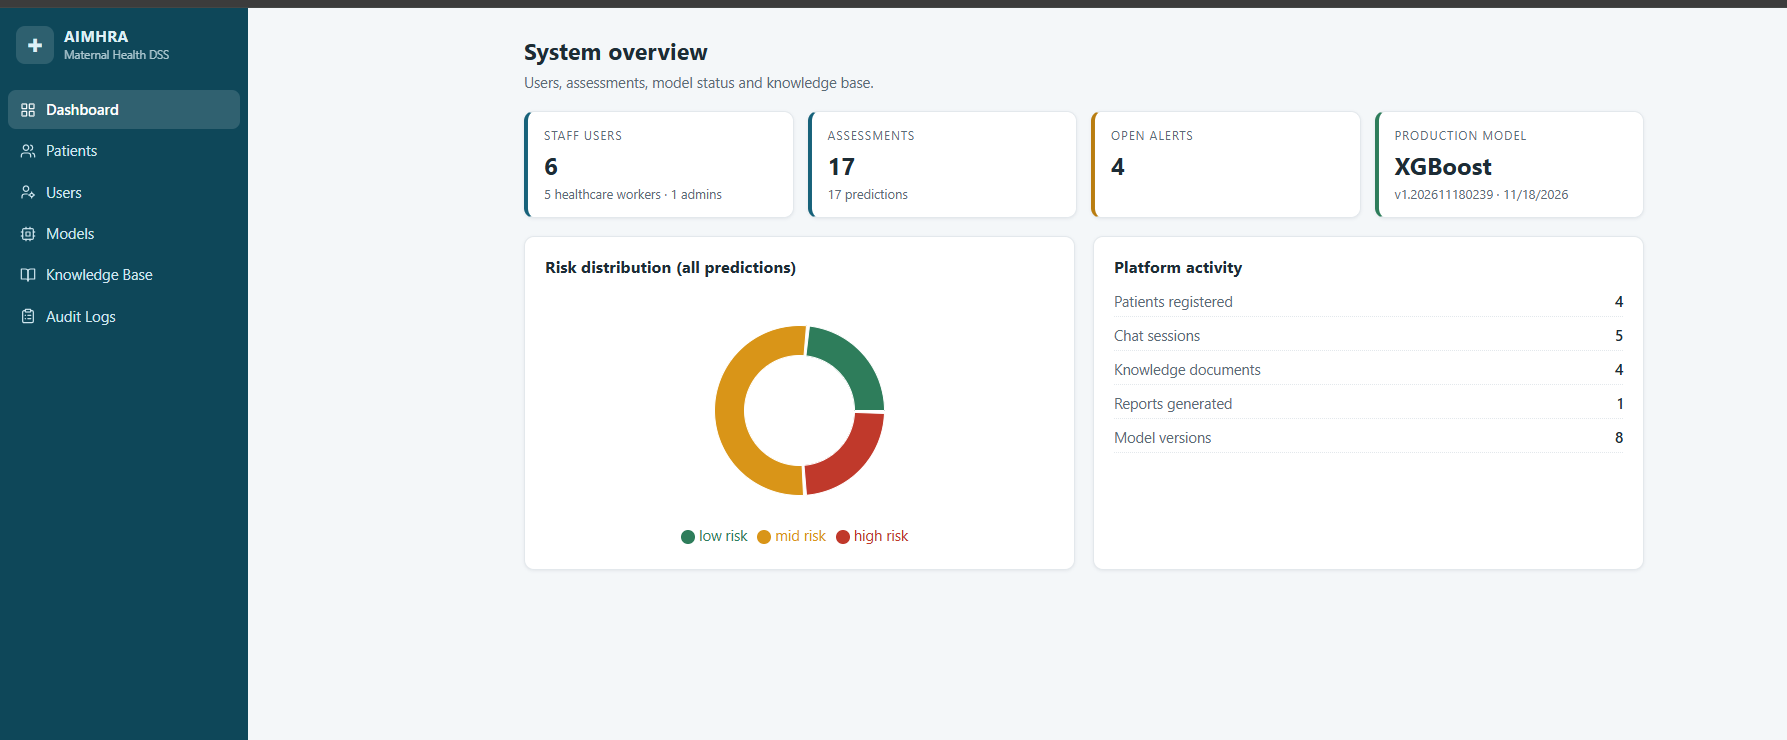 AIMHRA
Maternal Health DSS
Dashboard
Patients
Users
Models
Knowledge Base
Audit Logs
System overview
Users, assessments, model status and knowledge base.
STAFF USERS
6
5 healthcare workers · 1 admins
ASSESSMENTS
17
17 predictions
OPEN ALERTS
4
PRODUCTION MODEL
XGBoost
v1.202611180239 · 11/18/2026
Risk distribution (all predictions)
low risk mid risk high risk
Platform activity
Patients registered 4
Chat sessions 5
Knowledge documents 4
Reports generated 1
Model versions 8